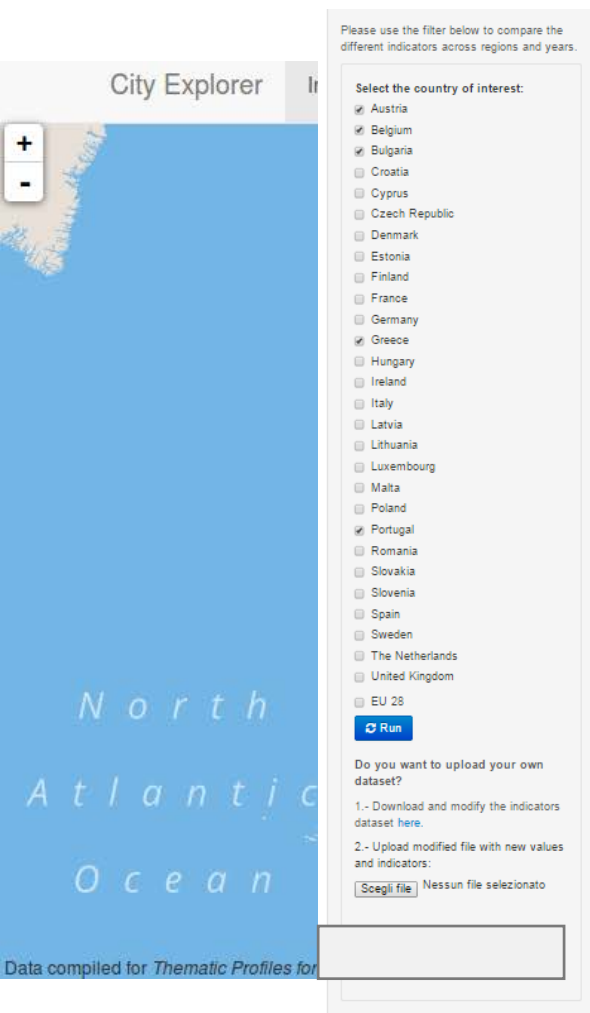 City Explorer
+
-
North
Atlantic
Ocean
Data compiled for Thematic Profiles for
Please use the filter below to compare the
different indicators across regions and years.
Select the country of interest:
Austria
Belgium
Bulgaria
Croatia
Cyprus
Czech Republic
Denmark
Estonia
Finland
France
Germany
Greece
Hungary
Ireland
Italy
Latvia
Lithuania
Luxembourg
Malta
Poland
Portugal
Romania
Slovakia
Slovenia
Spain
Sweden
The Netherlands
United Kingdom
EU 28
Run
Do you want to upload your own
dataset?
1.- Download and modify the indicators
dataset here.
2.- Upload modified file with new values
and indicators:
Scegli file Nessun file selezionato